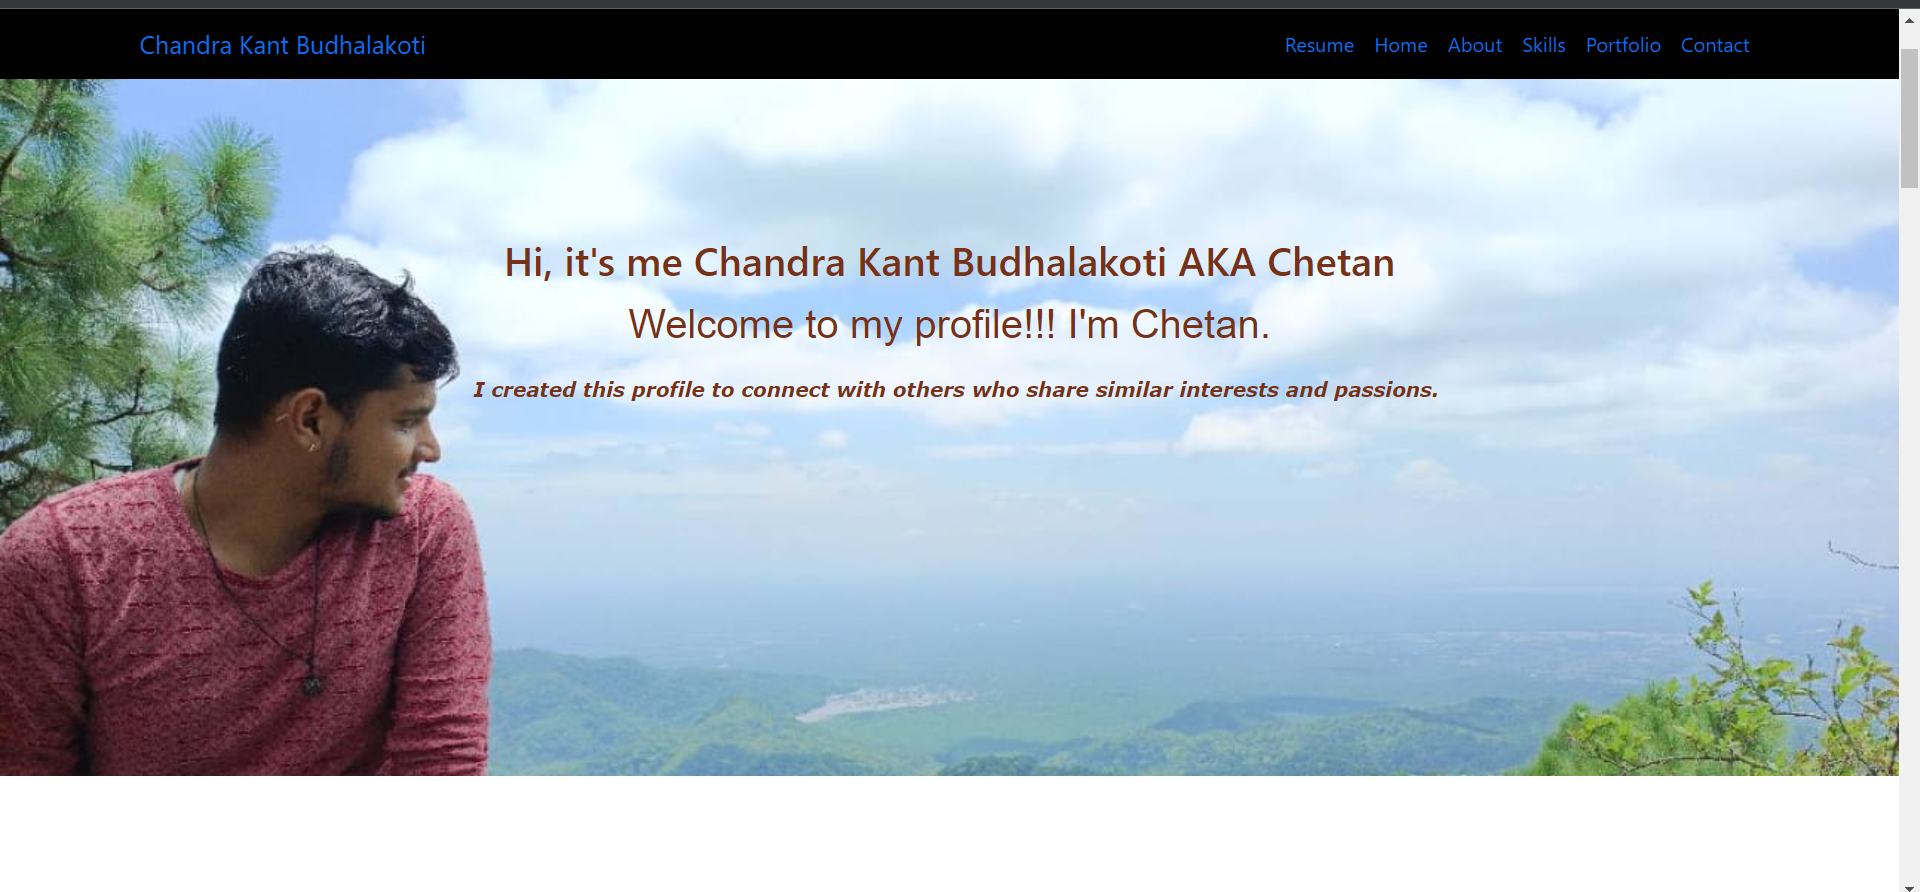 Chandra Kant Budhalakoti
Resume Home About Skills Portfolio Contact
Hi, it's me Chandra Kant Budhalakoti AKA Chetan
Welcome to my profile!!! I'm Chetan.
I created this profile to connect with others who share similar interests and passions.